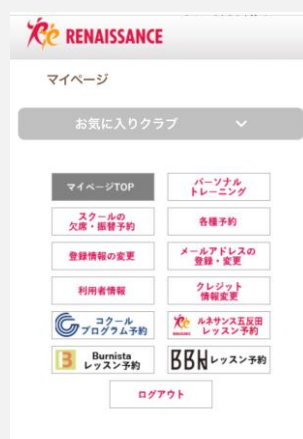 RENAISSANCE
マイページ
お気に入りクラブ
マイページTOP
パーソナル
トレーニング
スクールの
欠席・振替予約
各種予約
登録情報の変更
メールアドレスの
登録・変更
利用者情報
クレジット
情報変更
コクール
プログラム予約
RENAISSANCE
ルネサンス五反田
レッスン予約
B
Burnista
レッスン予約
BBH レッスン予約
ログアウト